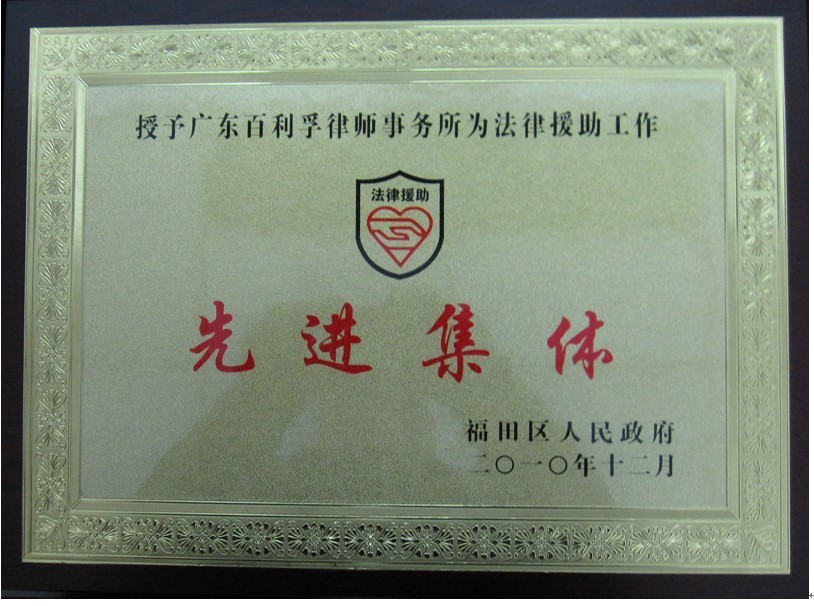 授予广东百利孚律师事务所为法律援助工作
法律援助
先进集体
福田区人民政府
二〇一〇年十二月